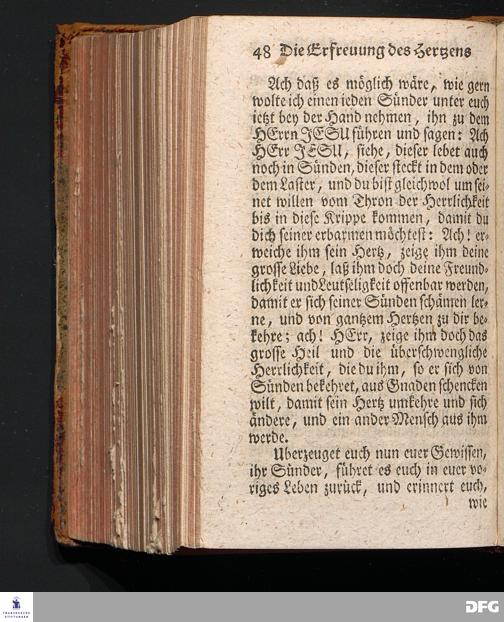 48 Die Erfreuung des Hertzens
Ach daß es möglich wäre, wie gern
wolte ich einen ieden Sünder unter euch
ietzt bey der Hand nehmen, ihn zu dem
HErrn JESU führen und sagen: Ach
HErr JESU, siehe, dieser lebet auch
noch in Sünden, dieser steckt in dem oder
dem Laster, und du bist gleichwol um sei-
net willen vom Thron der Herrlichkeit
bis in diese Krippe kommen, damit du
dich seiner erbarmen möchtest: Ach! er-
weiche ihm sein Hertz, zeige ihm deine
grosse Liebe, laß ihm doch deine Freund-
lichkeit und Leutseligkeit offenbar werden,
damit er sich seiner Sünden schämen ler-
ne, und von gantzem Hertzen zu dir be-
kehre; ach! HErr, zeige ihm doch das
grosse Heil und die überschwengliche
Herrlichkeit, die du ihm, so er sich von
Sünden bekehret, aus Gnaden schencken
wilt, damit sein Hertz umkehre und sich
ändere, und ein ander Mensch aus ihm
werde.
Uberzeuget euch nun euer Gewissen,
ihr Sünder, führet es euch in euer vo-
riges Leben zurück, und erinnert euch,
wie
FRANCKESCHE
STIFTUNGEN
DFG